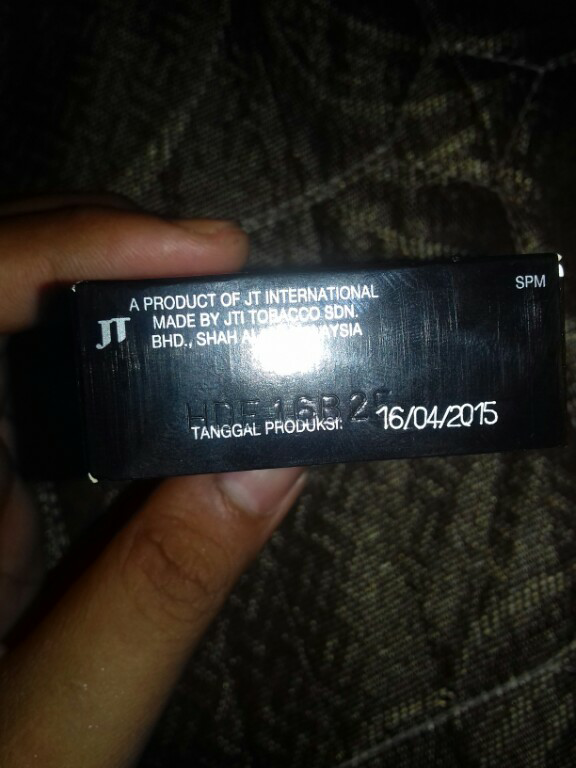 SPM
A PRODUCT OF JT INTERNATIONAL
JT
MADE BY JTI TOBACCO SDN.
BHD., SHAH
TANGGAL PRODUKSI: 16/04/2015